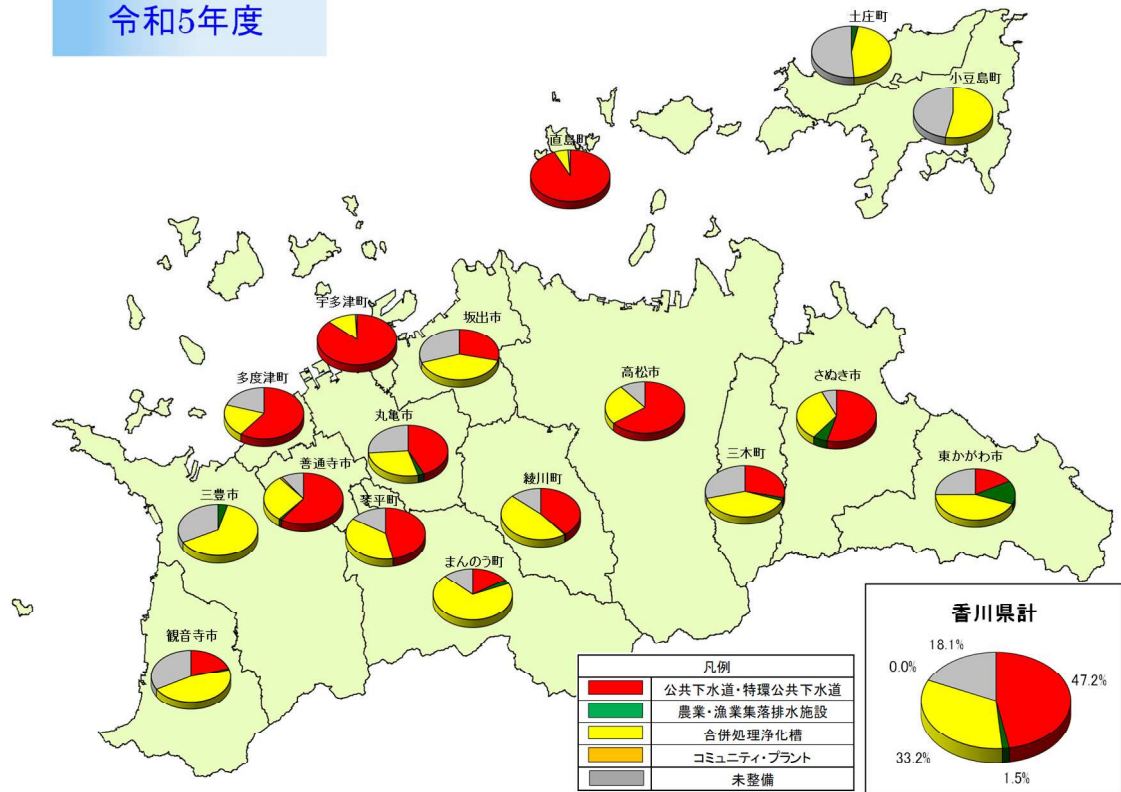 令和5年度
土庄町
小豆島町
直島町
宇多津町
坂出市
多度津町
高松市
さぬき市
丸亀市
善通寺市
綾川町
三木町
東かがわ市
三豊市
琴平町
まんのう町
観音寺市
凡例
公共下水道・特環公共下水道
農業・漁業集落排水施設
合併処理浄化槽
コミュニティ・プラント
未整備
香川県計
18.1%
0.0%
47.2%
33.2%
1.5%